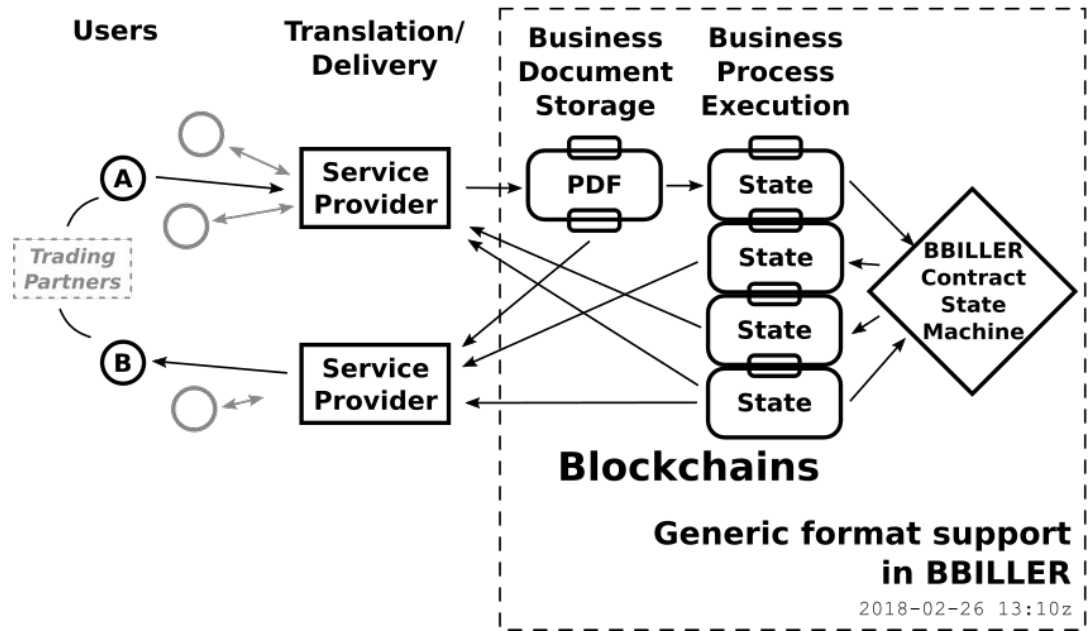 Users
Translation/
Delivery
Business
Document
Storage
Business
Process
Execution
A
Service
Provider
PDF
State
Trading
Partners
State
BBILLER
Contract
State
Machine
State
B
Service
Provider
State
Blockchains
Generic format support
in BBILLER
2018-02-26 13:10z